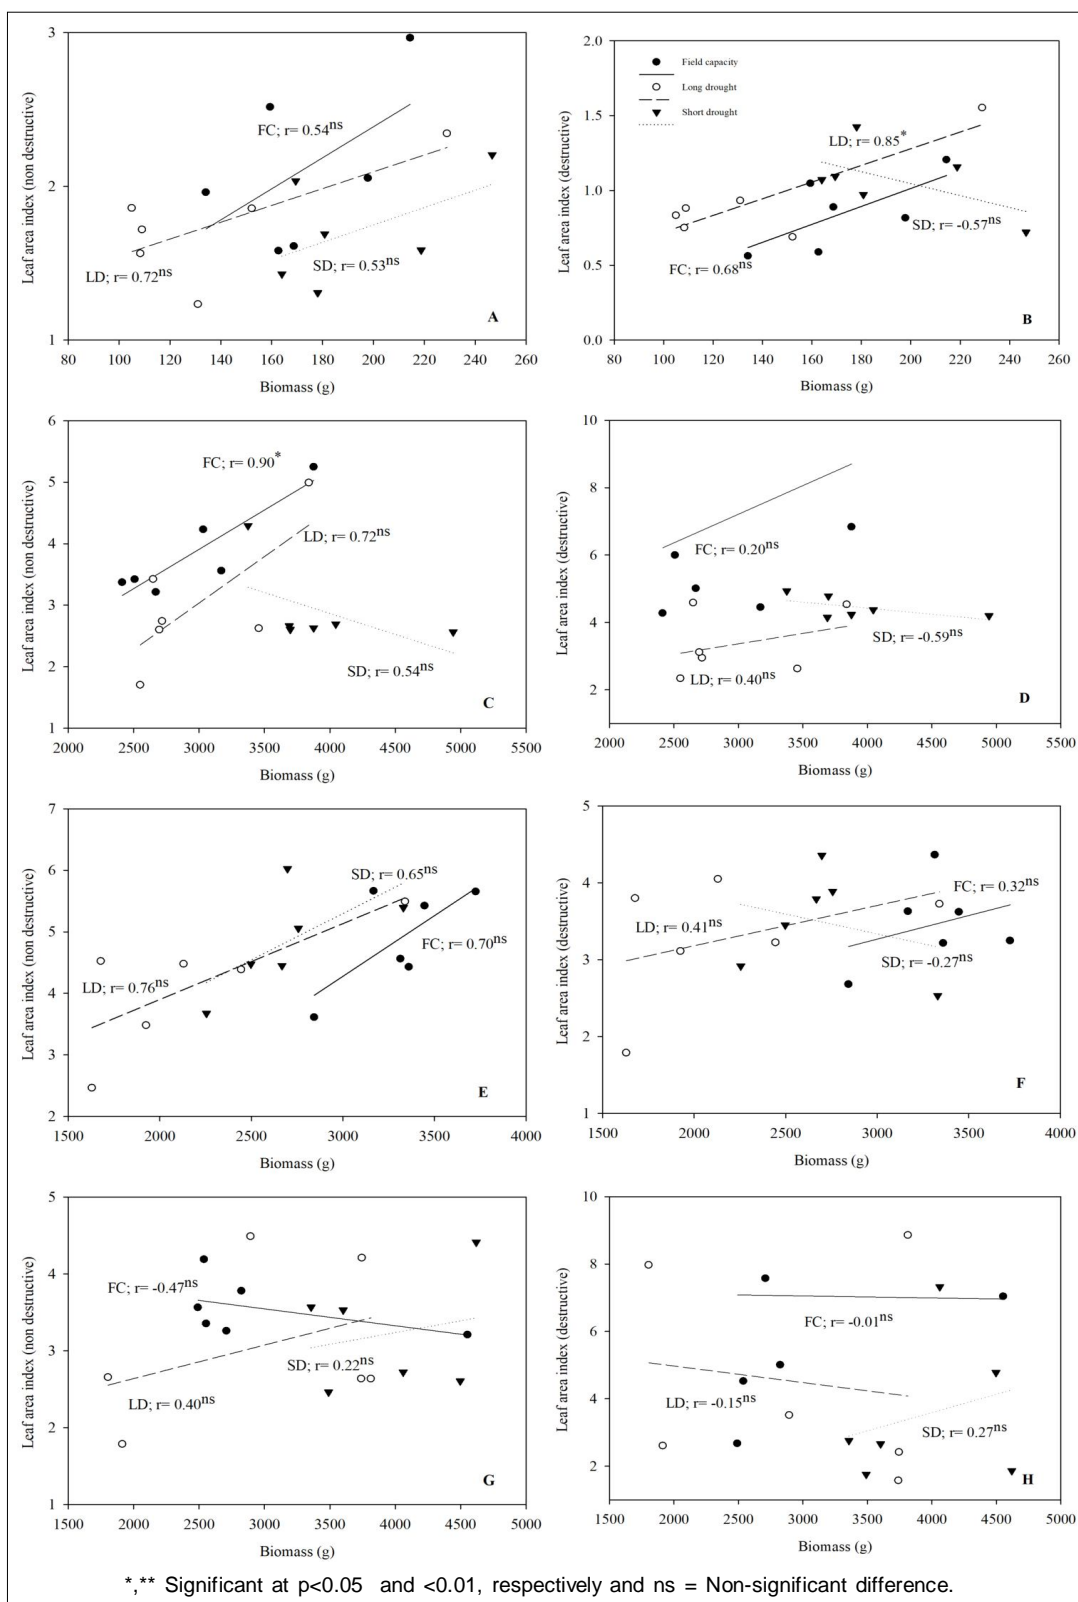 Leaf area index (non destructive)
3
2
1
FC; r= 0.54ns
LD; r= 0.72ns
SD; r= 0.53ns
A
80 100 120 140 160 180 200 220 240 260
Biomass (g)
Leaf area index (destructive)
2.0
1.5
1.0
0.5
0.0
Field capacity
Long drought
Short drought
LD; r= 0.85*
SD; r= -0.57ns
FC; r= 0.68ns
B
80 100 120 140 160 180 200 220 240 260
Biomass (g)
Leaf area index (non destructive)
6
5
4
3
2
1
FC; r= 0.90*
LD; r= 0.72ns
SD; r= 0.54ns
C
2000 2500 3000 3500 4000 4500 5000 5500
Biomass (g)
Leaf area index (destructive)
10
8
6
4
2
FC; r= 0.20ns
SD; r= -0.59ns
LD; r= 0.40ns
D
2000 2500 3000 3500 4000 4500 5000 5500
Biomass (g)
Leaf area index (non destructive)
7
6
5
4
3
2
SD; r= 0.65ns
FC; r= 0.70ns
LD; r= 0.76ns
E
1500 2000 2500 3000 3500 4000
Biomass (g)
Leaf area index (destructive)
5
4
3
2
1
FC; r= 0.32ns
LD; r= 0.41ns
SD; r= -0.27ns
F
1500 2000 2500 3000 3500 4000
Biomass (g)
Leaf area index (non destructive)
5
4
3
2
1
FC; r= -0.47ns
SD; r= 0.22ns
LD; r= 0.40ns
G
1500 2000 2500 3000 3500 4000 4500 5000
Biomass (g)
Leaf area index (destructive)
10
8
6
4
2
FC; r= -0.01ns
LD; r= -0.15ns
SD; r= 0.27ns
H
1500 2000 2500 3000 3500 4000 4500 5000
Biomass (g)
*,** Significant at p<0.05 and <0.01, respectively and ns = Non-significant difference.